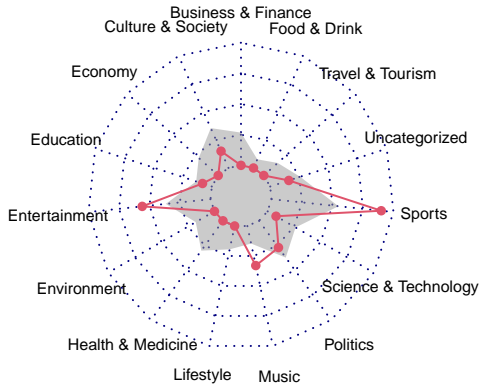 Business & Finance
Culture & Society
Food & Drink
Economy
Travel & Tourism
Education
Uncategorized
Entertainment
Sports
Environment
Science & Technology
Health & Medicine
Politics
Lifestyle
Music